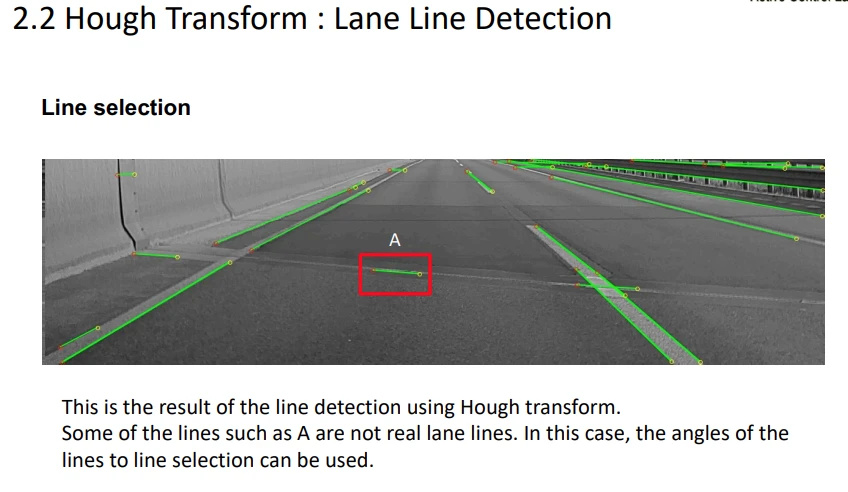 2.2 Hough Transform : Lane Line Detection
Line selection
A
This is the result of the line detection using Hough transform.
Some of the lines such as A are not real lane lines. In this case, the angles of the
lines to line selection can be used.